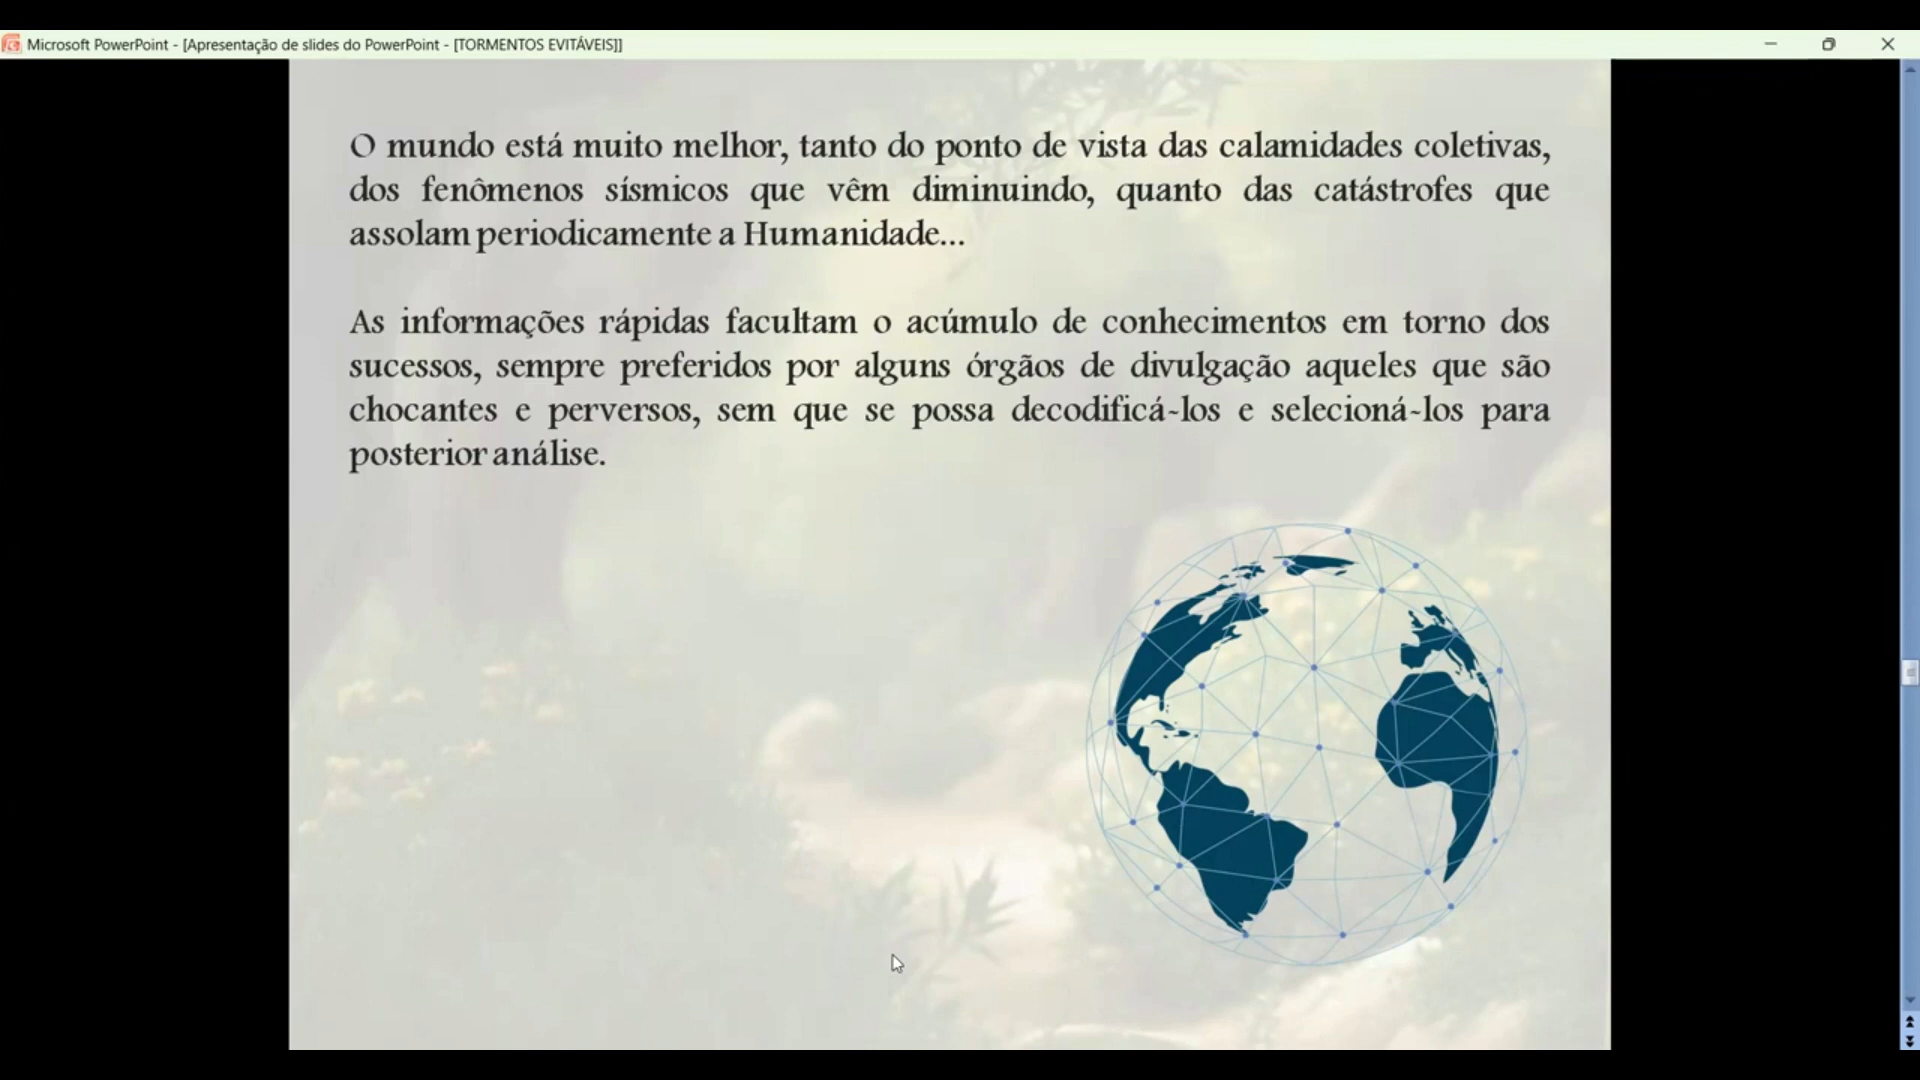 Microsoft PowerPoint - [Apresentação de slides do PowerPoint - [TORMENTOS EVITÁVEIS]]
O mundo está muito melhor, tanto do ponto de vista das calamidades coletivas,
dos fenômenos sísmicos que vêm diminuindo, quanto das catástrofes que
assolam periodicamente a Humanidade...
As informações rápidas facultam o acúmulo de conhecimentos em torno dos
sucessos, sempre preferidos por alguns órgãos de divulgação aqueles que são
chocantes e perversos, sem que se possa decodificá-los e selecioná-los para
posterior análise.